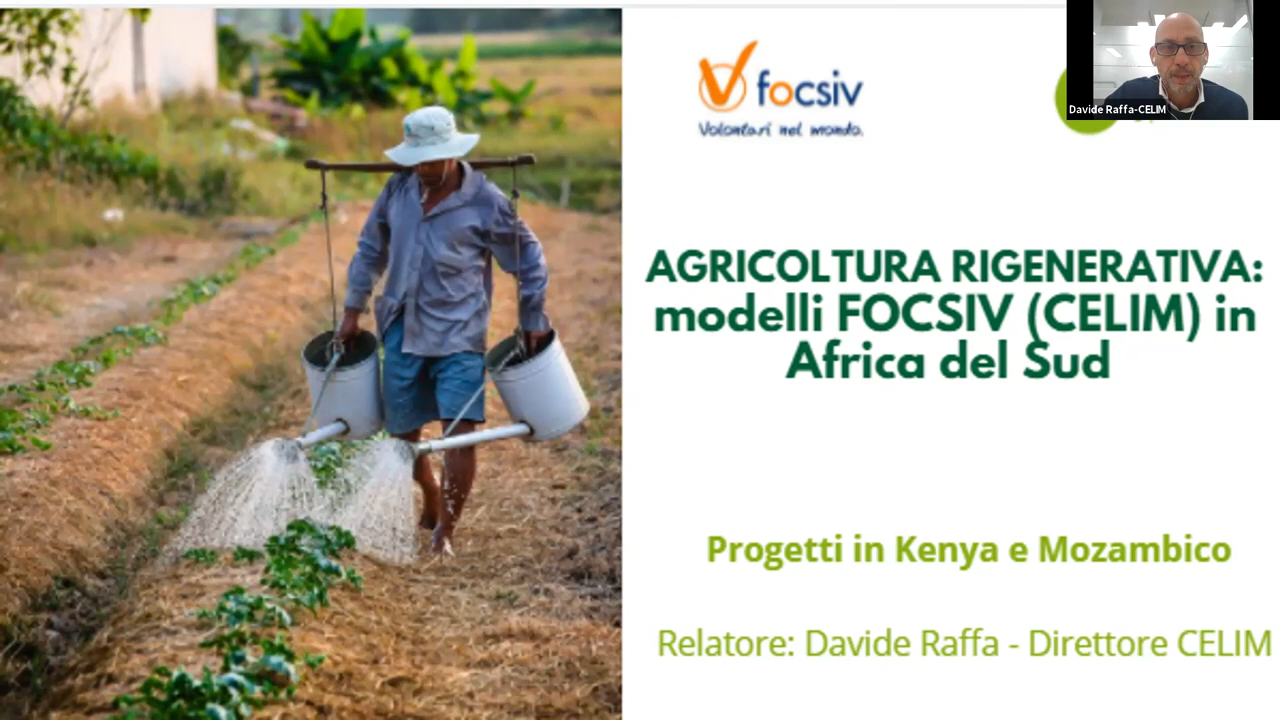 focsiv
Volontari nel mondo.
Davide Raffa-CELIM
AGRICOLTURA RIGENERATIVA:
modelli FOCSIV (CELIM) in
Africa del Sud
Progetti in Kenya e Mozambico
Relatore: Davide Raffa - Direttore CELIM